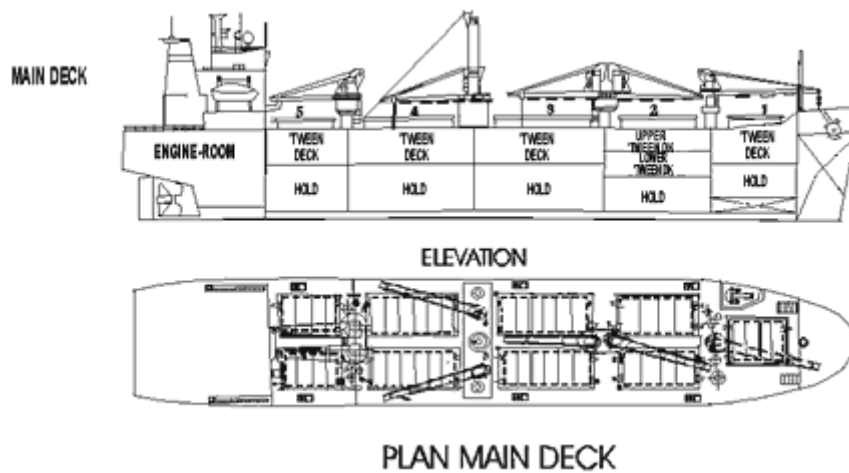 MAIN DECK
5 4 3 2 1
ENGINE-ROOM
'TWEEN
DECK
HOLD
'TWEEN
DECK
HOLD
'TWEEN
DECK
HOLD
UPPER
'TWEEN DK
LOWER
'TWEEN DK
HOLD
'TWEEN
DECK
HOLD
ELEVATION
PLAN MAIN DECK